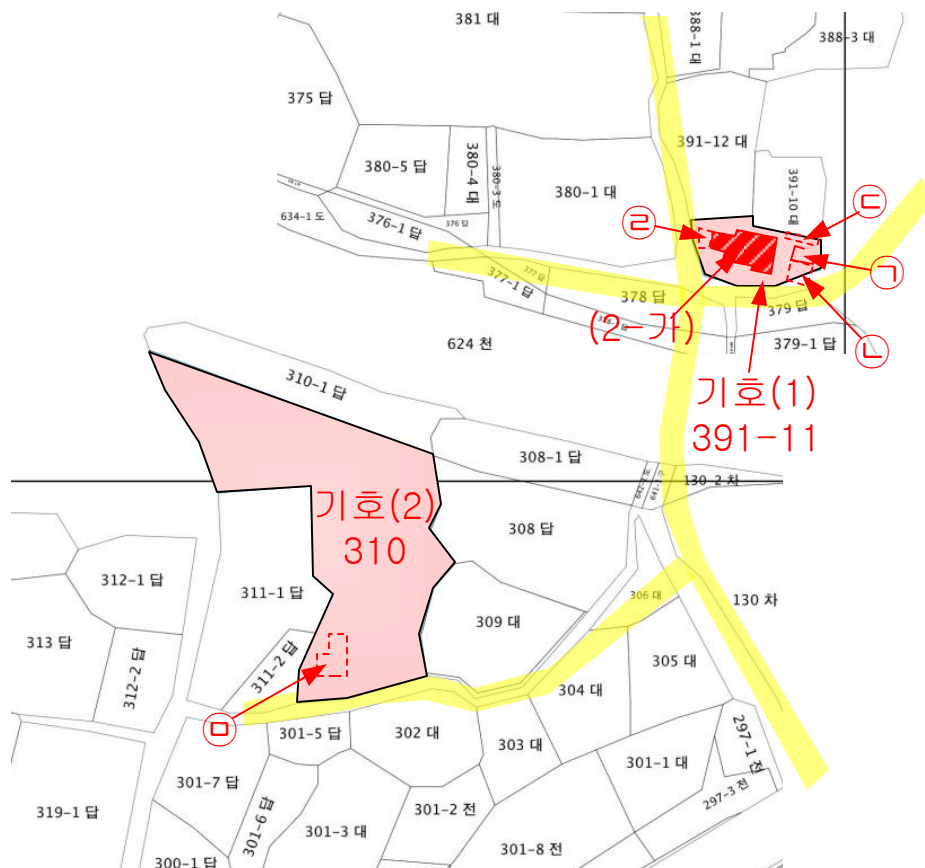 381 대
388-1 대
388-3 대
375 답
391-12 대
380-5 답
380-4 대
380-3 도
380-1 대
391-10 대
634-1 도
376-1 답
376 답
㉣
㉢
㉠
377 답
377-1 답
378 답
379 답
(2-가)
624 천
379-1 답
㉡
기호(1)
391-11
310-1 답
308-1 답
642-1
641-1
130-2 차
기호(2)
310
308 답
312-1 답
311-1 답
306 대
130 차
313 답
309 대
312-2 답
311-2 답
305 대
304 대
㉤
301-5 답
302 대
303 대
297-1 전
301-7 답
301-1 대
297-3 전
319-1 답
301-6 답
301-3 대
301-2 전
300-1 답
301-8 전